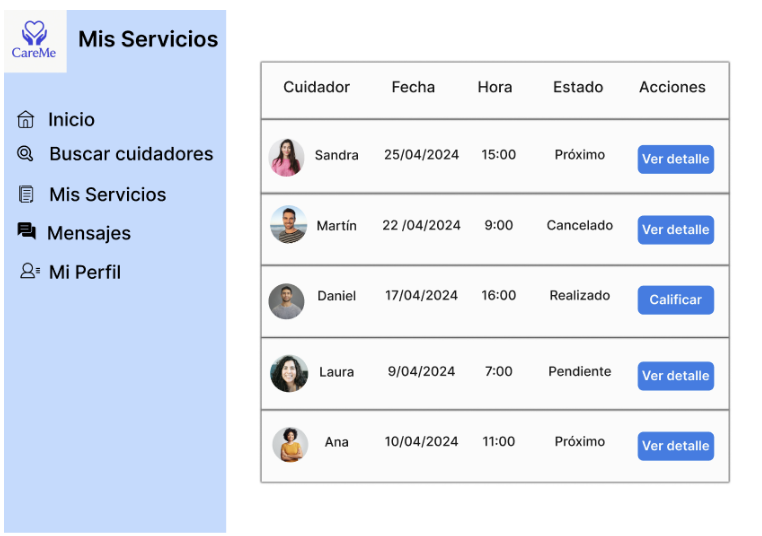 CareMe
Mis Servicios
Inicio
Buscar cuidadores
Mis Servicios
Mensajes
Mi Perfil
Cuidador Fecha Hora Estado Acciones
Sandra 25/04/2024 15:00 Próximo Ver detalle
Martín 22 /04/2024 9:00 Cancelado Ver detalle
Daniel 17/04/2024 16:00 Realizado Calificar
Laura 9/04/2024 7:00 Pendiente Ver detalle
Ana 10/04/2024 11:00 Próximo Ver detalle